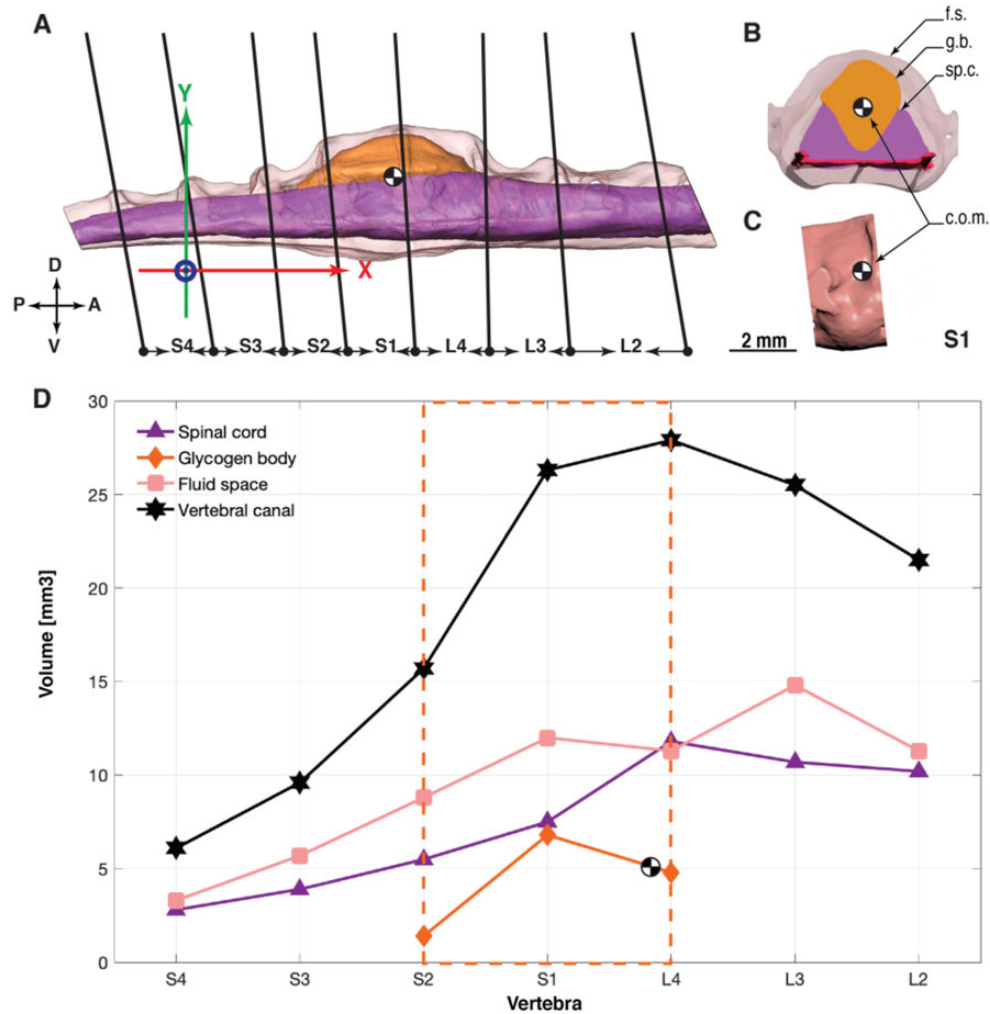 A
Y
X
D
P A
V
S4 S3 S2 S1 L4 L3 L2
B
f.s.
g.b.
sp.c.
c.o.m.
C
2 mm
S1
D
Spinal cord
Glycogen body
Fluid space
Vertebral canal
Volume [mm3]
30
25
20
15
10
5
0
S4 S3 S2 S1 L4 L3 L2
Vertebra